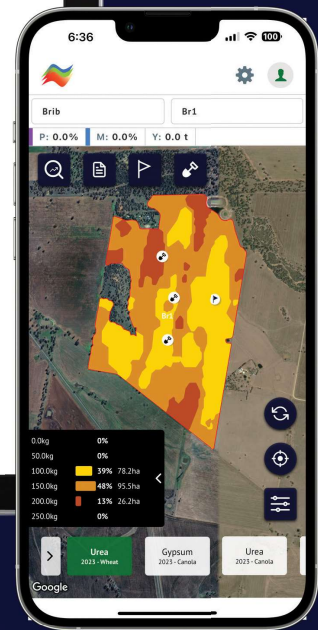 6:36
100
Brib
Br1
P: 0.0% M: 0.0% Y: 0.0 t
Br1
0.0kg 0%
50.0kg 0%
100.0kg 39% 78.2ha
150.0kg 48% 95.5ha
200.0kg 13% 26.2ha
250.0kg 0%
Urea
2023 - Wheat
Gypsum
2023 - Canola
Urea
2023 - Canola
Google